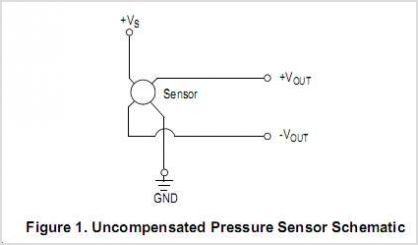 +VS
+VOUT
Sensor
-VOUT
GND
Figure 1. Uncompensated Pressure Sensor Schematic